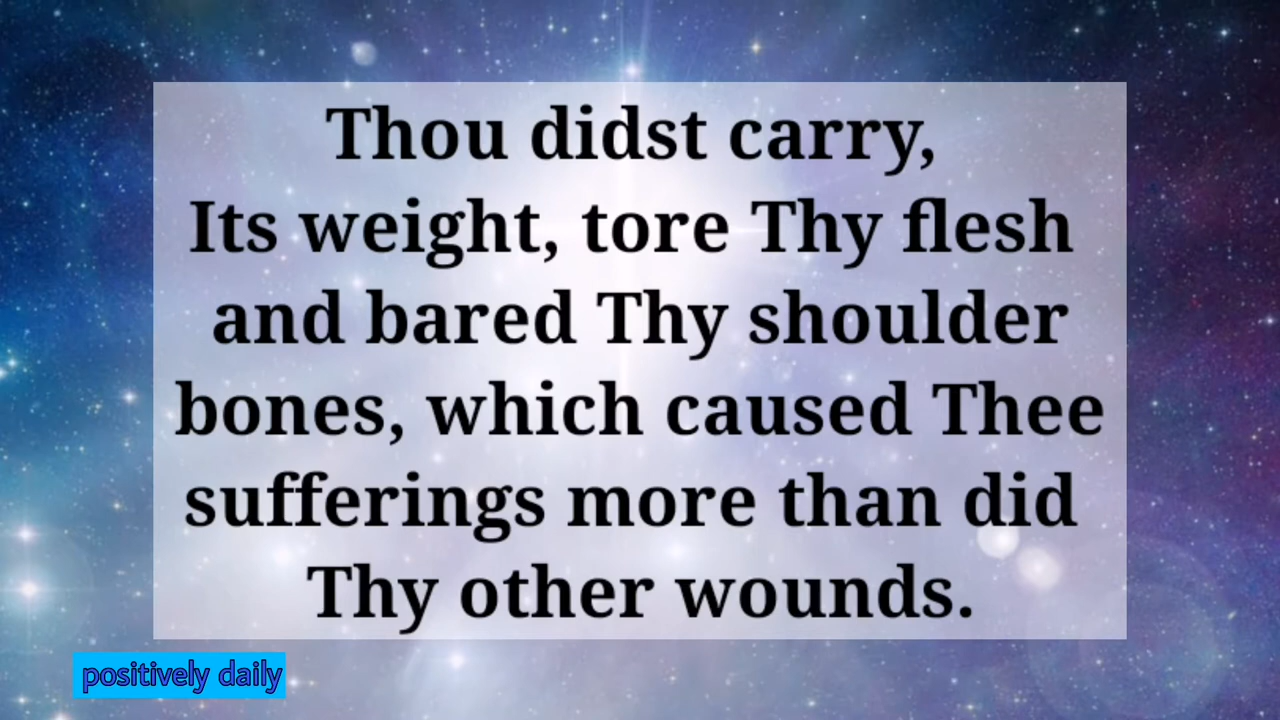 Thou didst carry,
Its weight, tore Thy flesh
and bared Thy shoulder
bones, which caused Thee
sufferings more than did
Thy other wounds.
positively daily